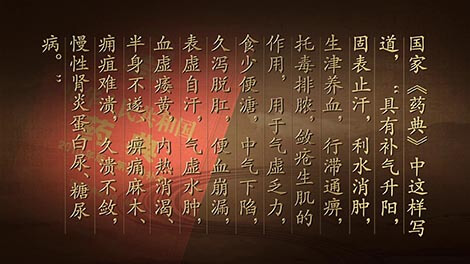 国家《药典》中这样写
道，“具有补气升阳，
固表止汗，利水消肿，
生津养血，行滞通痹，
托毒排脓，敛疮生肌的
作用，用于气虚乏力，
食少便溏，中气下陷，
久泻脱肛，便血崩漏，
表虚自汗，气虚水肿，
血虚痿黄，内热消渴，
半身不遂，痹痛麻木，
痈疽难溃，久溃不敛，
慢性肾炎蛋白尿、糖尿
病。”
共和国
药典